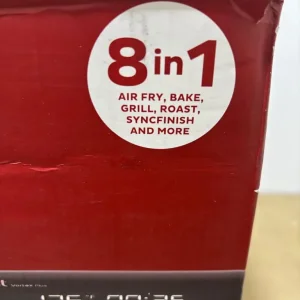 8 in 1
AIR FRY, BAKE,
GRILL, ROAST,
SYNCFINISH
AND MORE